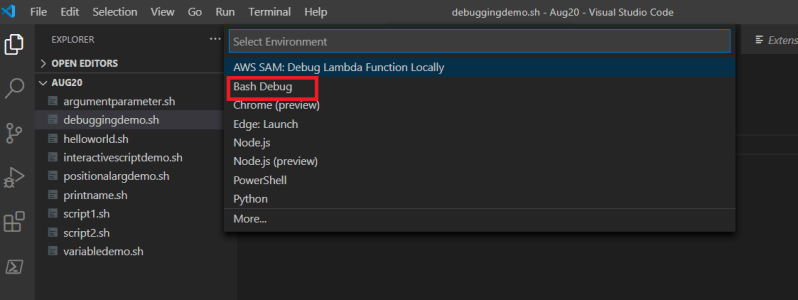 File Edit Selection View Go Run Terminal Help debuggingdemo.sh - Aug20 - Visual Studio Code
EXPLORER ...
Select Environment
Extens
OPEN EDITORS
AUG20
argumentparameter.sh
debuggingdemo.sh
helloworld.sh
interactivescriptdemo.sh
positionalargdemo.sh
printname.sh
script1.sh
script2.sh
variabledemo.sh
AWS SAM: Debug Lambda Function Locally
Bash Debug
Chrome (preview)
Edge: Launch
Node.js
Node.js (preview)
PowerShell
Python
More...